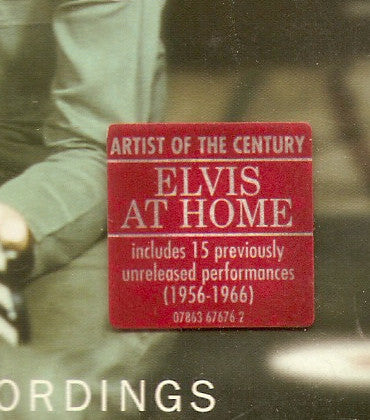 ARTIST OF THE CENTURY
ELVIS
AT HOME
includes 15 previously
unreleased performances
(1956-1966)
07863 67676 2
ORDINGS